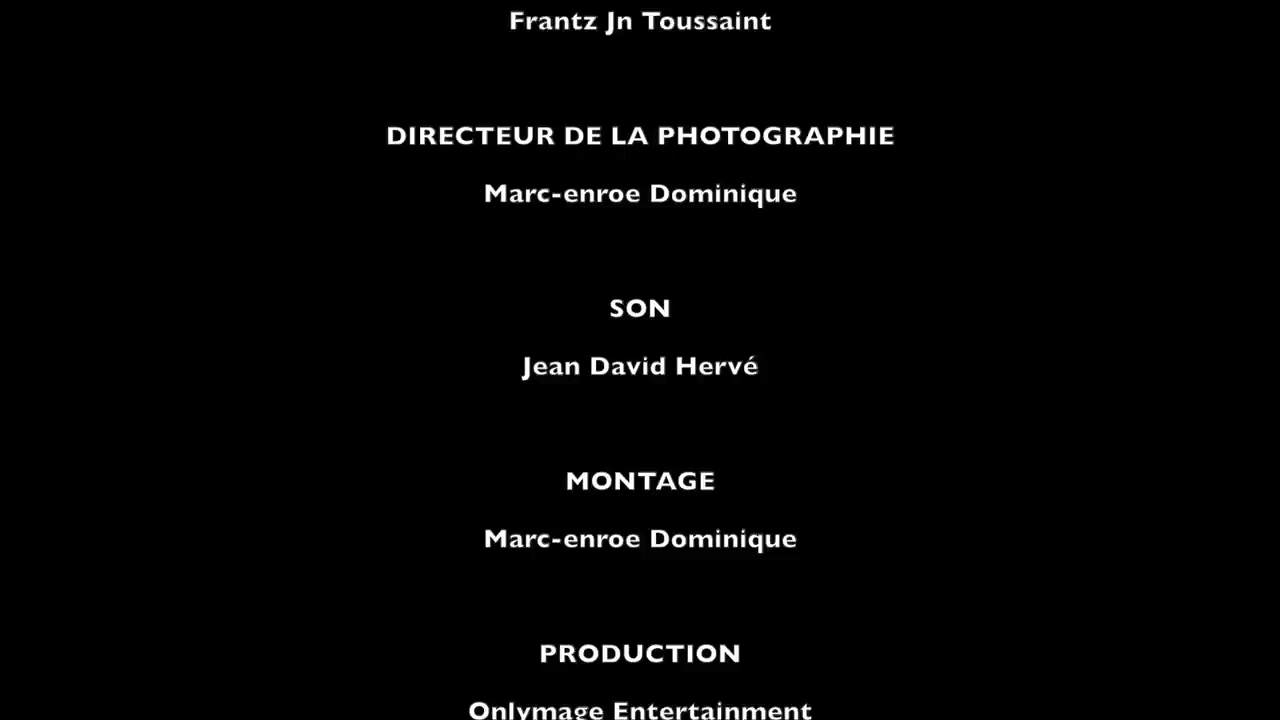 Frantz Jn Toussaint
DIRECTEUR DE LA PHOTOGRAPHIE
Marc-enroe Dominique
SON
Jean David Hervé
MONTAGE
Marc-enroe Dominique
PRODUCTION
Onlymage Entertainment